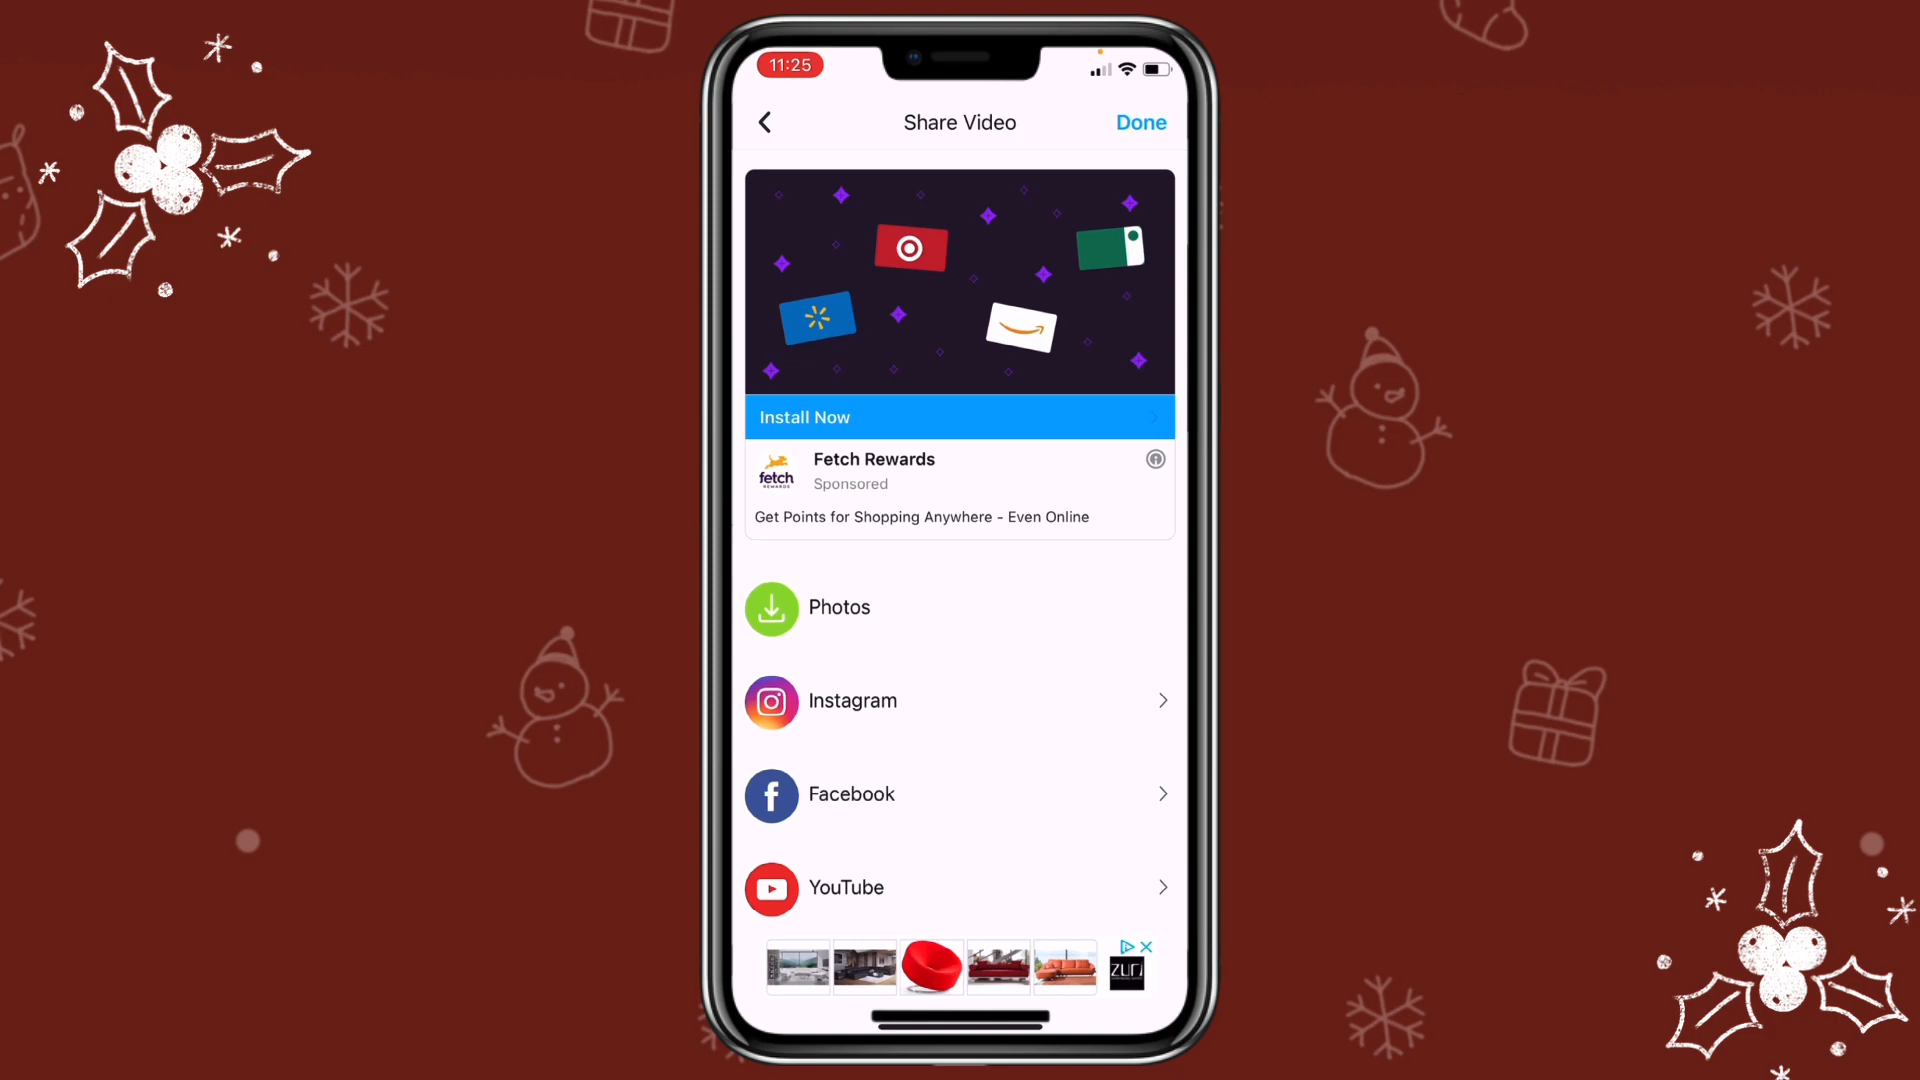 11:25
Share Video
Done
Install Now
fetch
REWARDS
Fetch Rewards
Sponsored
Get Points for Shopping Anywhere - Even Online
Photos
Instagram
Facebook
YouTube
ZURI